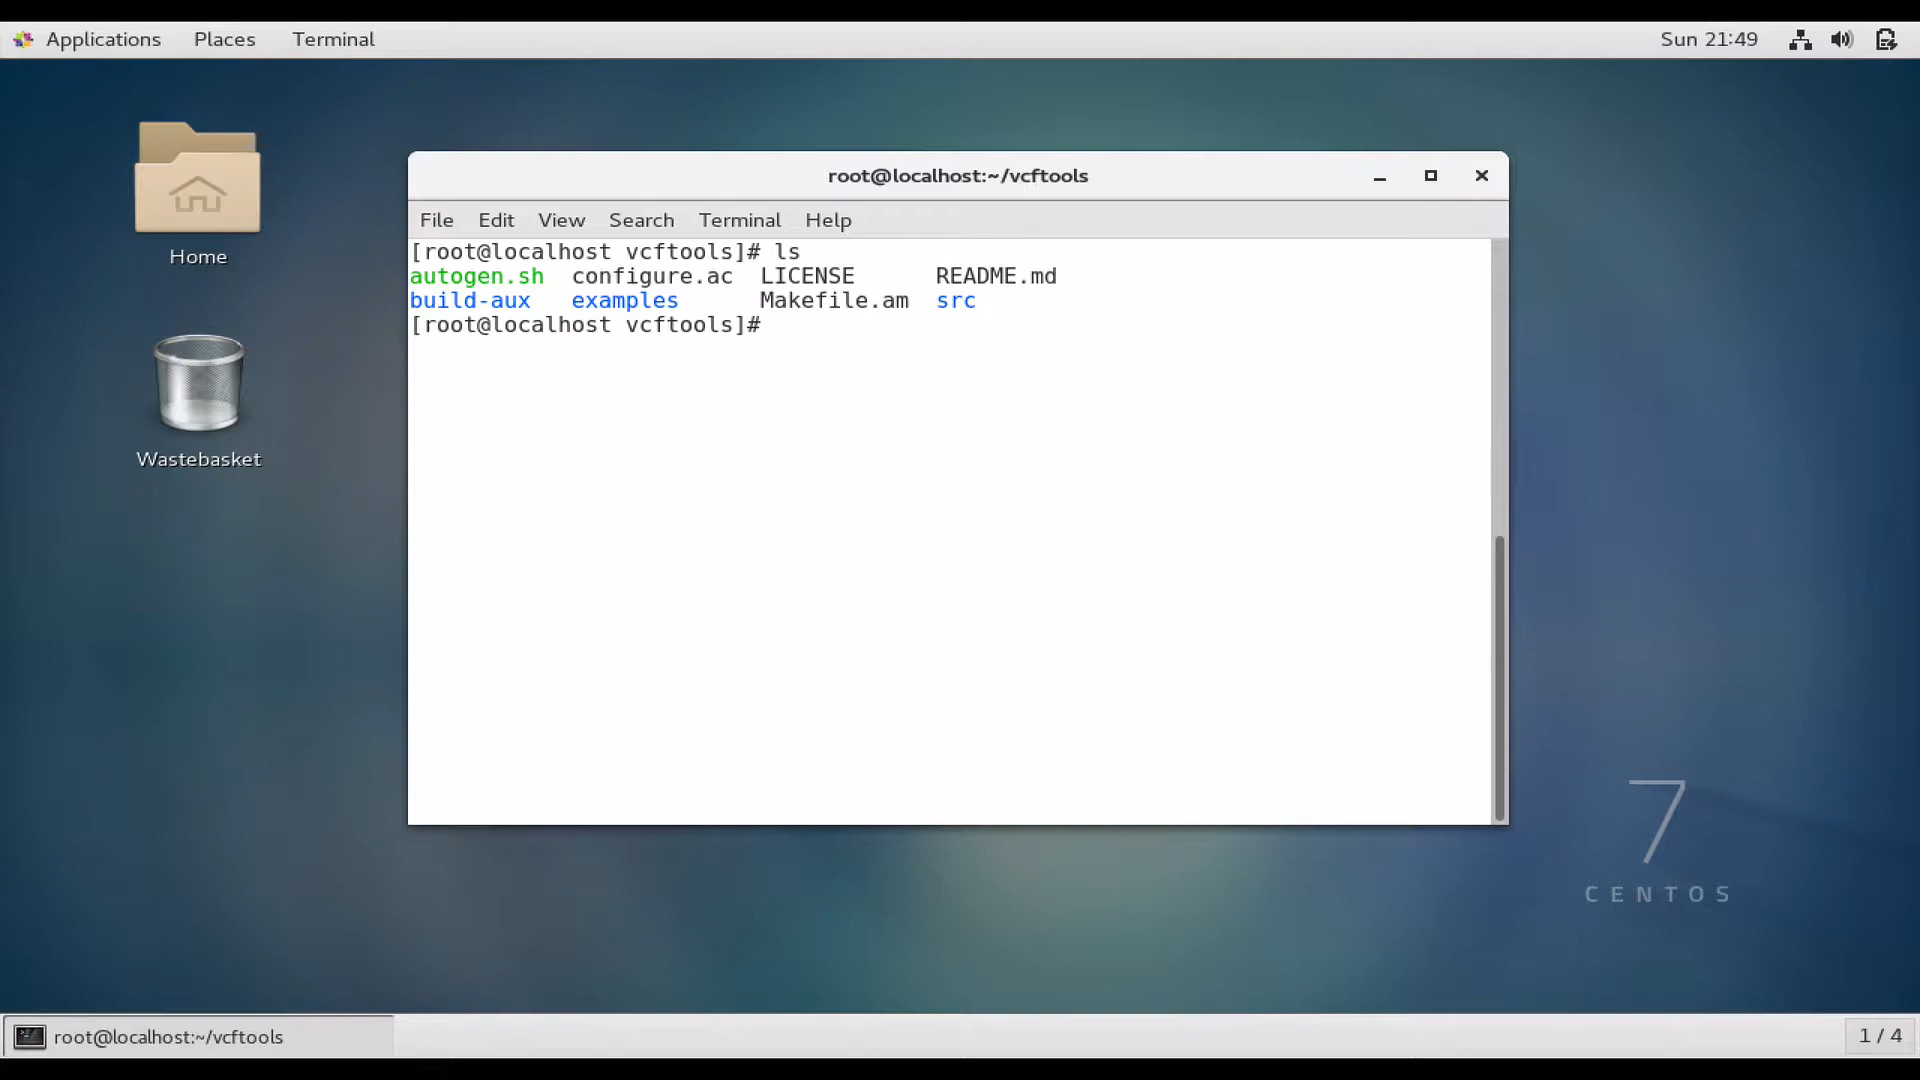 Applications Places Terminal Sun 21:49
Home
Wastebasket
root@localhost:~/vcftools
File Edit View Search Terminal Help
[root@localhost vcftools]# ls
autogen.sh configure.ac LICENSE README.md
build-aux examples Makefile.am src
[root@localhost vcftools]#
7
CENTOS
root@localhost:~/vcftools 1 / 4